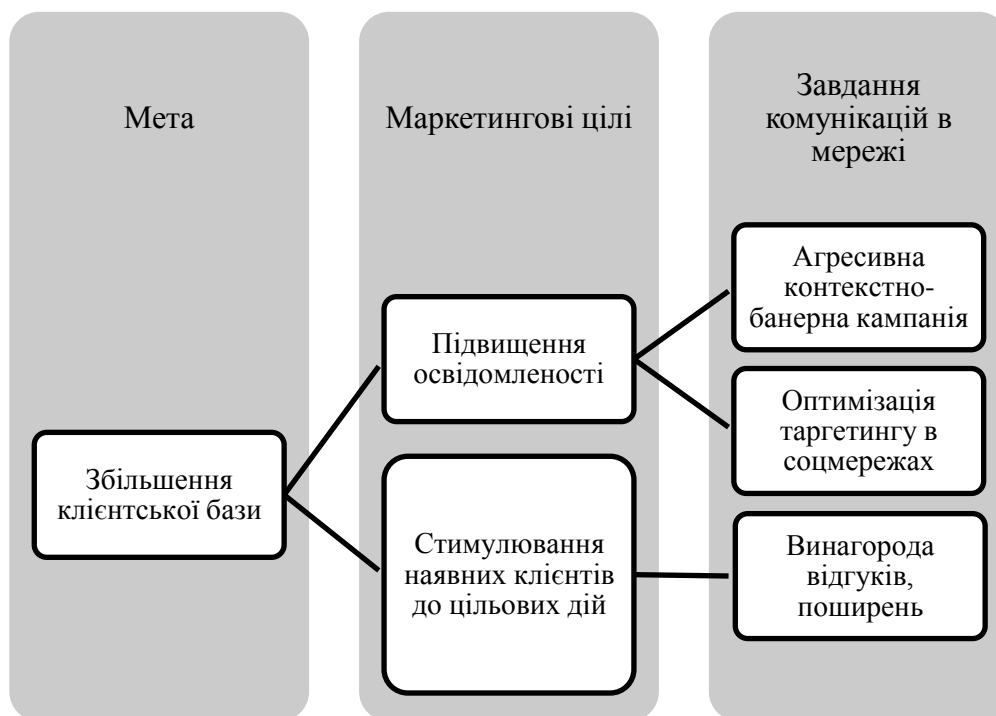 Мета
Маркетингові цілі
Завдання
комунікацій в
мережі
Збільшення
клієнтської бази
Підвищення
освідомленості
Стимулювання
наявних клієнтів
до цільових дій
Агресивна
контекстно-
банерна кампанія
Оптимізація
таргетингу в
соцмережах
Винагорода
відгуків,
поширень